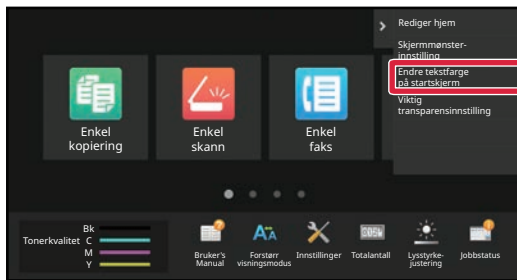 Rediger hjem
Skjermmønster-
innstilling
Endre tekstfarge
på startskjerm
Viktig
transparensinnstilling
Enkel
kopiering
Enkel
skann
Enkel
faks
Tonerkvalitet
Bk
C
M
Y
Bruker's
Manual
Forstørr
visningsmodus
Innstillinger
Totalantall
Lysstyrke-
justering
Jobbstatus